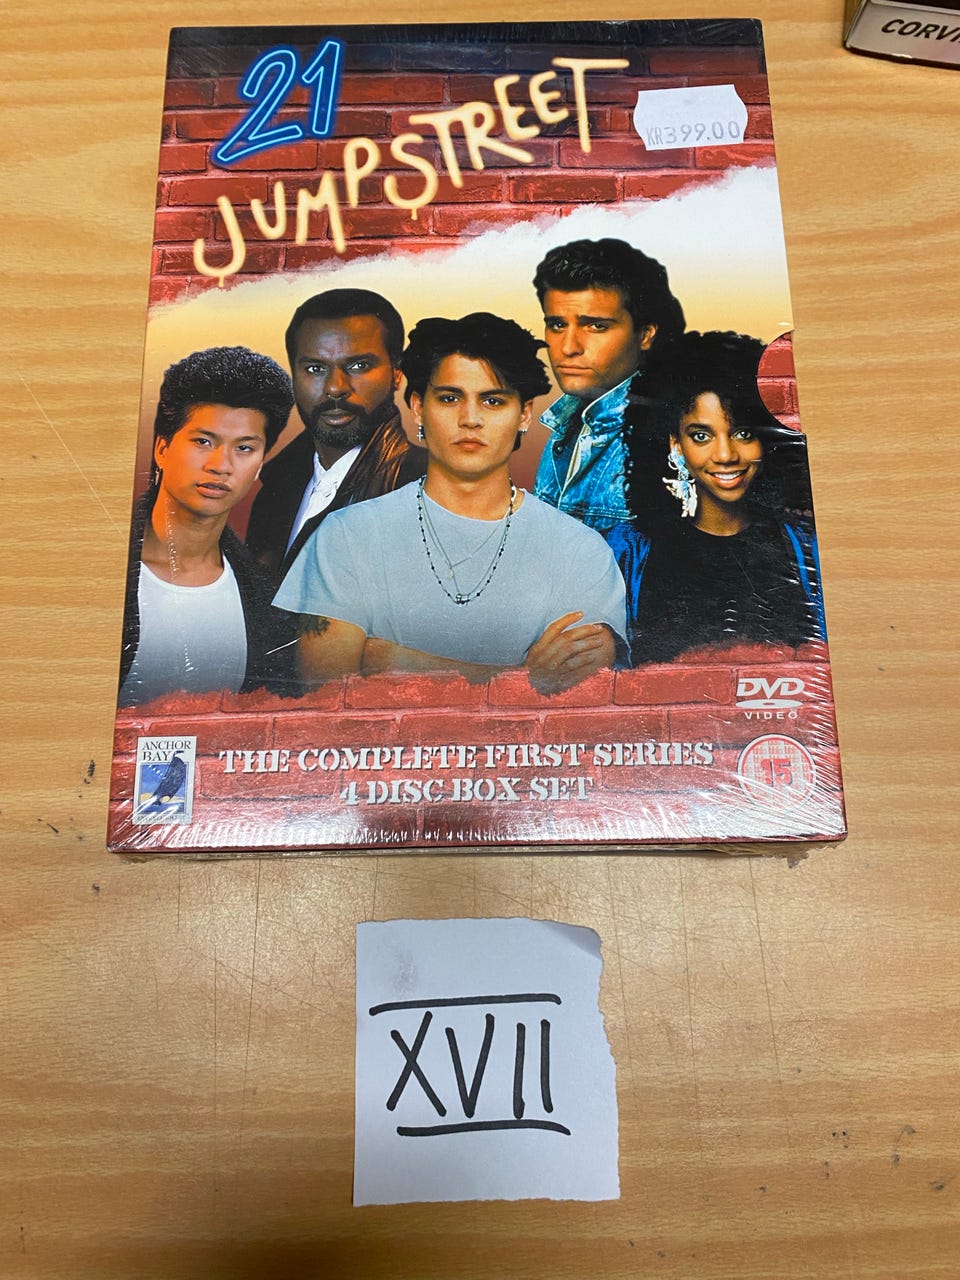 CORVI
21
JUMPSTREET
KR399.00
DVD
VIDEO
ANCHOR
BAY
THE COMPLETE FIRST SERIES
4 DISC BOX SET
15
XVII